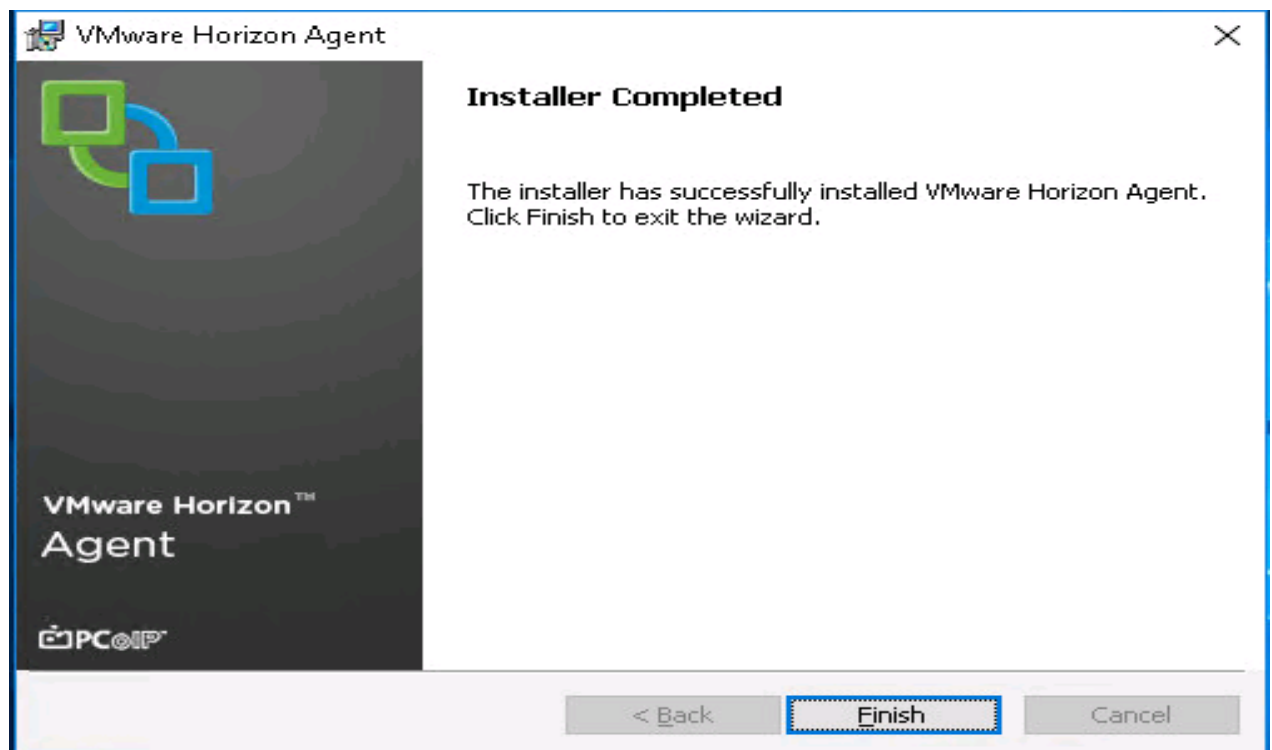 VMware Horizon Agent
Installer Completed
The installer has successfully installed VMware Horizon Agent.
Click Finish to exit the wizard.
VMware Horizon™
Agent
PCoIP™
< Back
Finish
Cancel